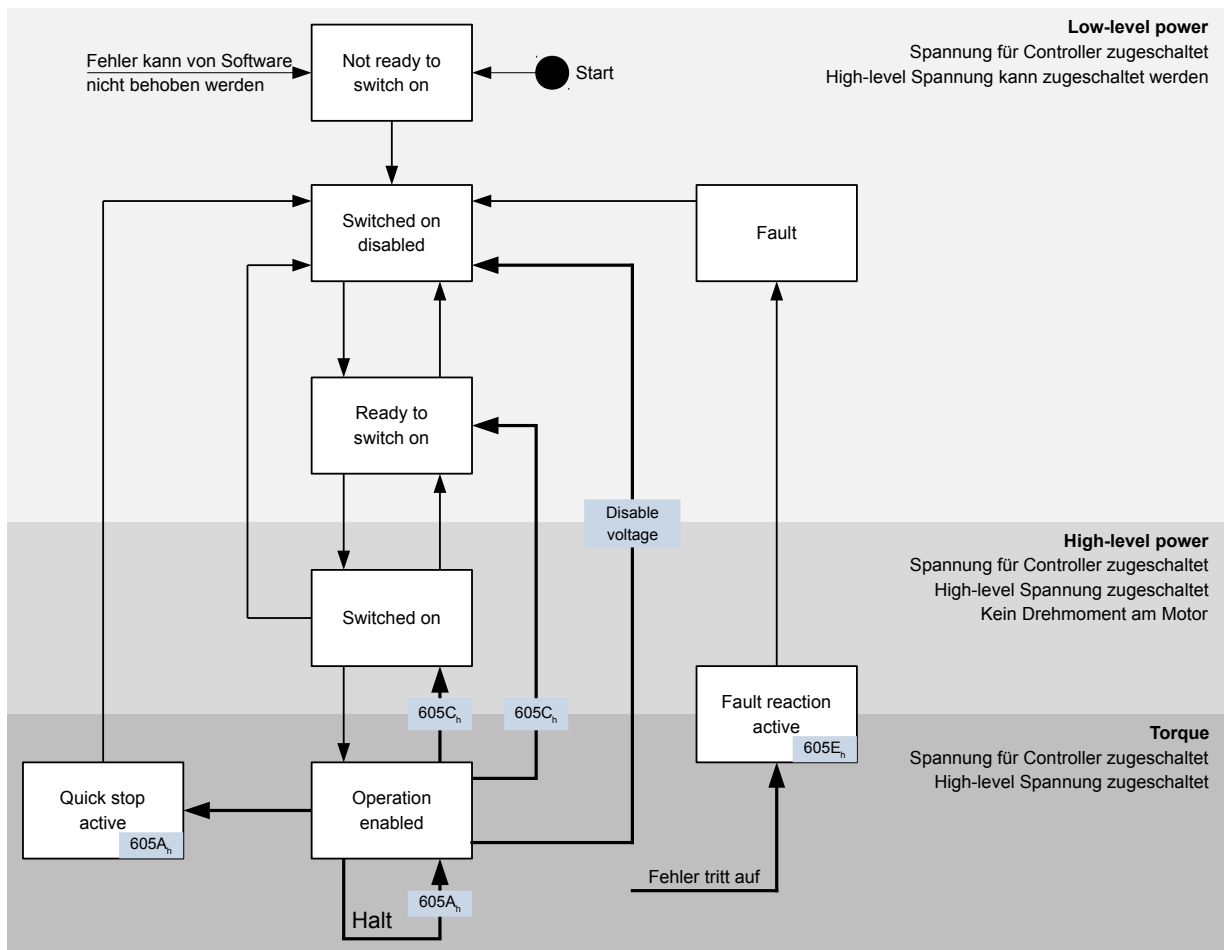 Low-level power
Spannung für Controller zugeschaltet
High-level Spannung kann zugeschaltet werden
Fehler kann von Software
nicht behoben werden
Not ready to
switch on
Start
Switched on
disabled
Fault
Ready to
switch on
Disable
voltage
High-level power
Spannung für Controller zugeschaltet
High-level Spannung zugeschaltet
Kein Drehmoment am Motor
Switched on
605Ch
605Ch
Fault reaction
active
605Eh
Torque
Spannung für Controller zugeschaltet
High-level Spannung zugeschaltet
Quick stop
active
605Ah
Operation
enabled
Fehler tritt auf
605Ah
Halt